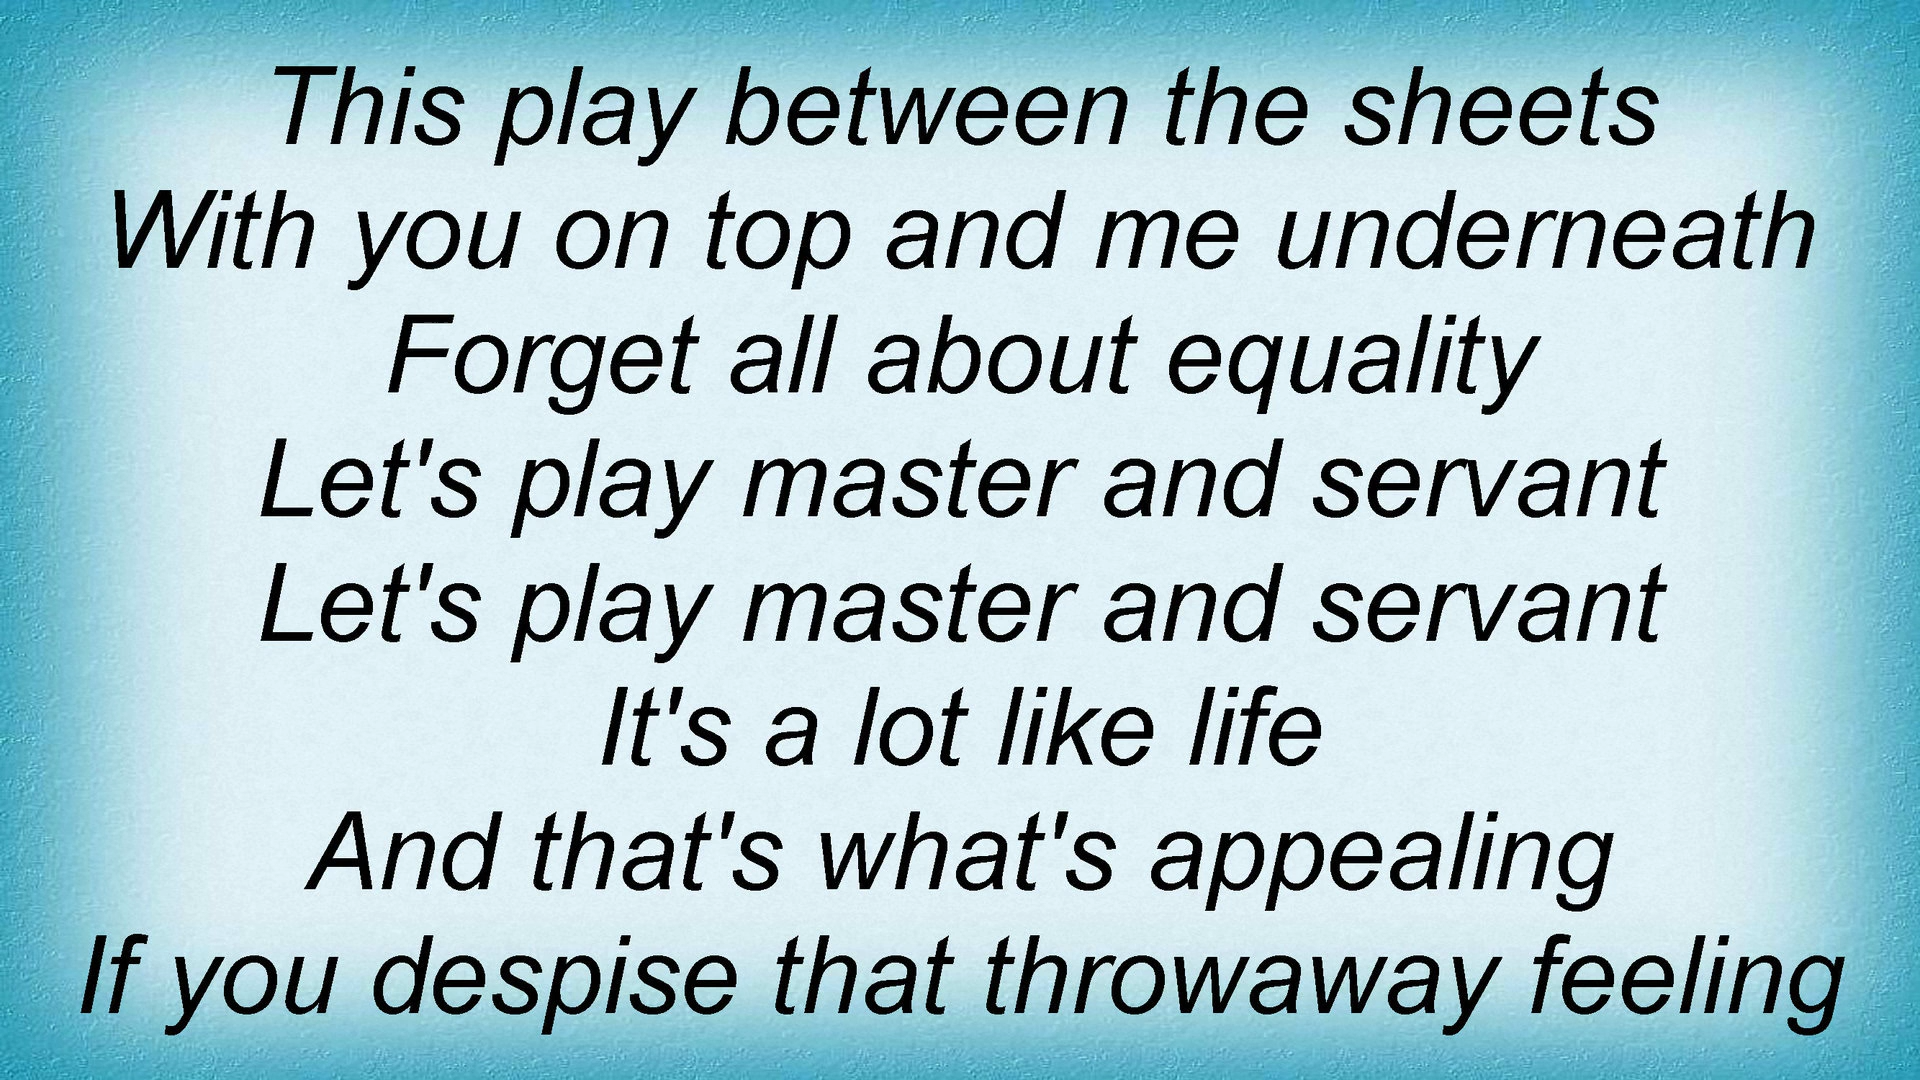 This play between the sheets
With you on top and me underneath
Forget all about equality
Let's play master and servant
Let's play master and servant
It's a lot like life
And that's what's appealing
If you despise that throwaway feeling